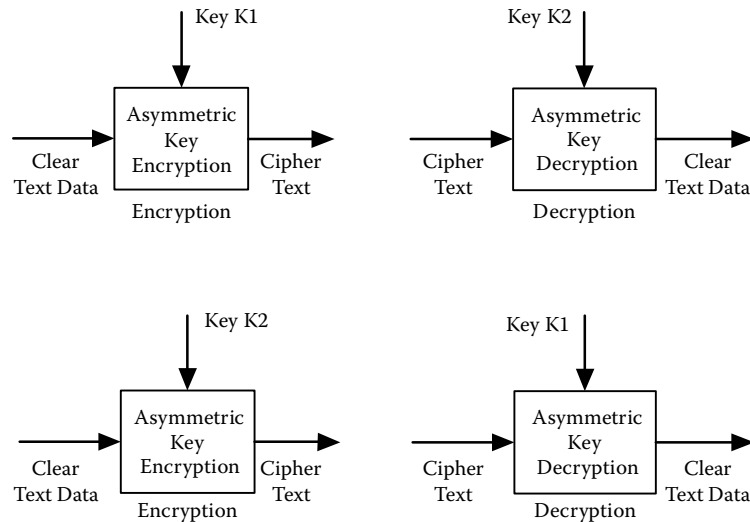 Key K1
Asymmetric
Key
Encryption
Clear
Text Data
Cipher
Text
Encryption
Key K2
Asymmetric
Key
Decryption
Cipher
Text
Clear
Text Data
Decryption
Key K2
Asymmetric
Key
Encryption
Clear
Text Data
Cipher
Text
Encryption
Key K1
Asymmetric
Key
Decryption
Cipher
Text
Clear
Text Data
Decryption